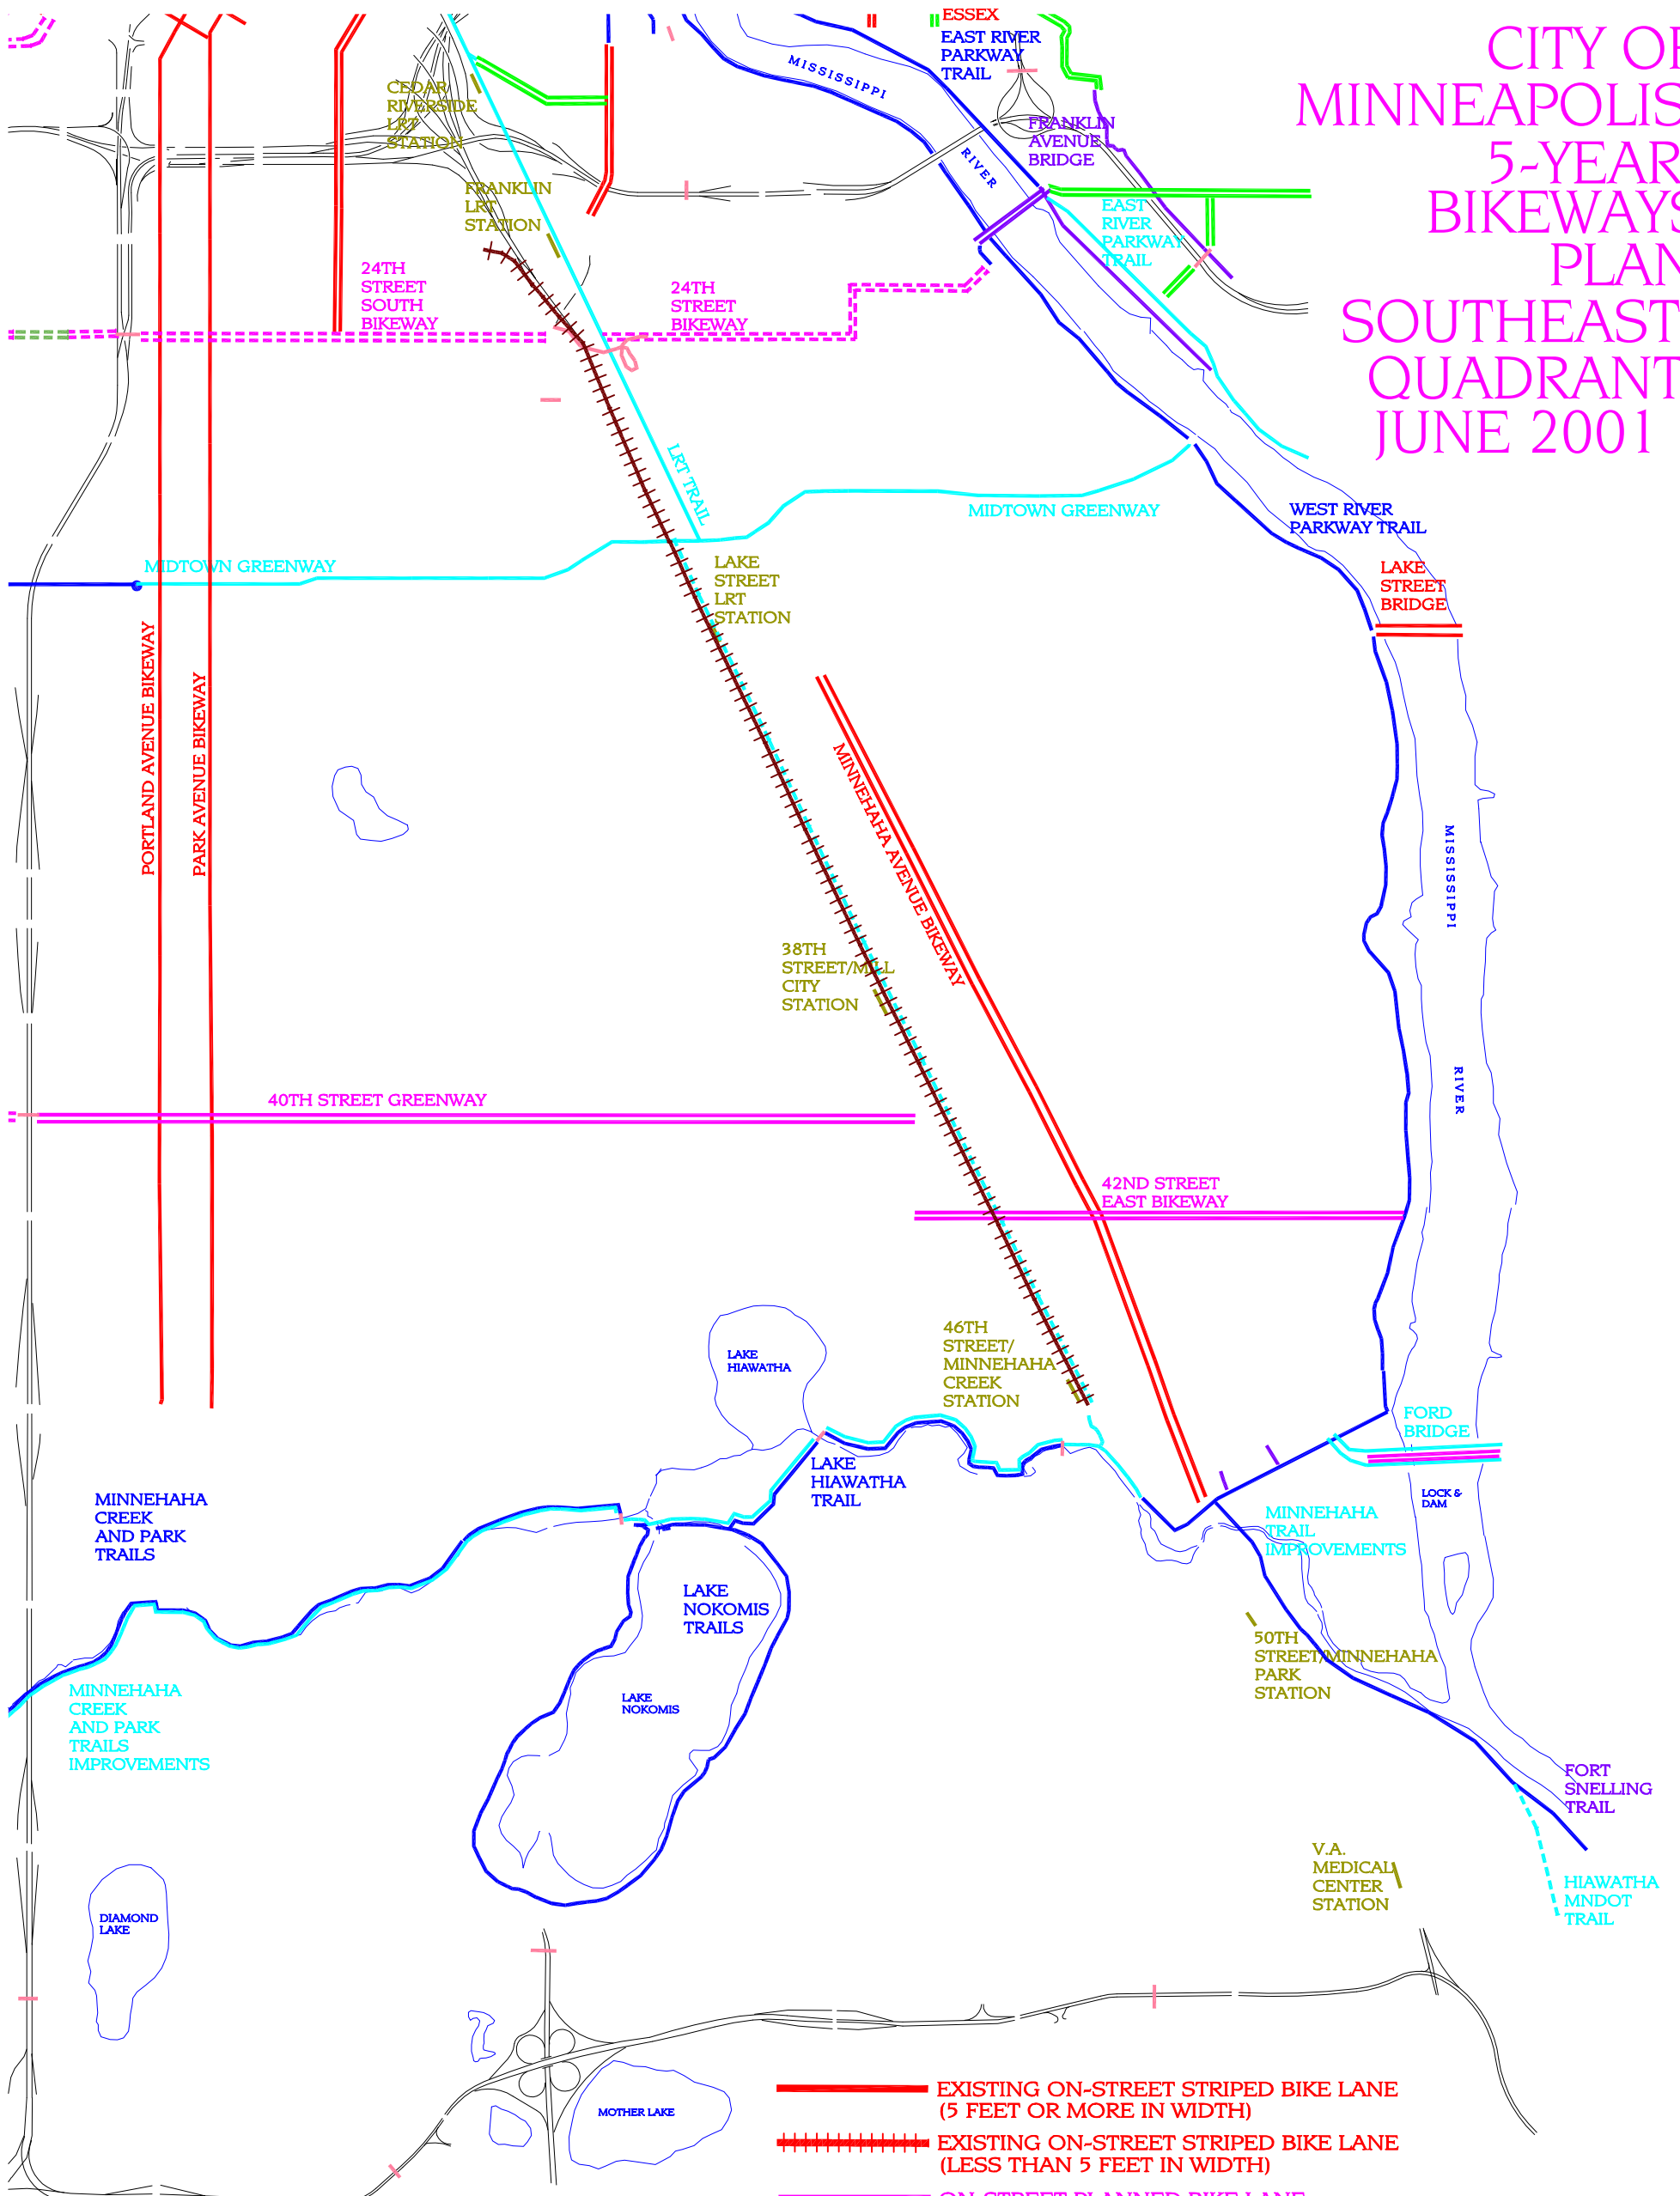 ESSEX
EAST RIVER
PARKWAY
TRAIL
MISSISSIPPI
RIVER
CITY OF
MINNEAPOLIS
5-YEAR
BIKEWAYS
PLAN
SOUTHEAST
QUADRANT
JUNE 2001
CEDAR
RIVERSIDE
LRT
STATION
FRANKLIN
AVENUE
BRIDGE
FRANKLIN
LRT
STATION
EAST
RIVER
PARKWAY
TRAIL
24TH
STREET
SOUTH
BIKEWAY
24TH
STREET
BIKEWAY
LRT TRAIL
MIDTOWN GREENWAY
WEST RIVER
PARKWAY TRAIL
MIDTOWN GREENWAY
LAKE
STREET
LRT
STATION
LAKE
STREET
BRIDGE
PORTLAND AVENUE BIKEWAY
PARK AVENUE BIKEWAY
MINNEHAHA AVENUE BIKEWAY
MISSISSIPPI
RIVER
38TH
STREET/MILL
CITY
STATION
40TH STREET GREENWAY
42ND STREET
EAST BIKEWAY
46TH
STREET/
MINNEHAHA
CREEK
STATION
LAKE
HIAWATHA
FORD
BRIDGE
LAKE
HIAWATHA
TRAIL
LOCK &
DAM
MINNEHAHA
CREEK
AND PARK
TRAILS
MINNEHAHA
TRAIL
IMPROVEMENTS
LAKE
NOKOMIS
TRAILS
50TH
STREET/MINNEHAHA
PARK
STATION
MINNEHAHA
CREEK
AND PARK
TRAILS
IMPROVEMENTS
LAKE
NOKOMIS
FORT
SNELLING
TRAIL
V.A.
MEDICAL
CENTER
STATION
HIAWATHA
MNDOT
TRAIL
DIAMOND
LAKE
MOTHER LAKE
EXISTING ON-STREET STRIPED BIKE LANE
(5 FEET OR MORE IN WIDTH)
EXISTING ON-STREET STRIPED BIKE LANE
(LESS THAN 5 FEET IN WIDTH)
ON-STREET PLANNED BIKE LANE